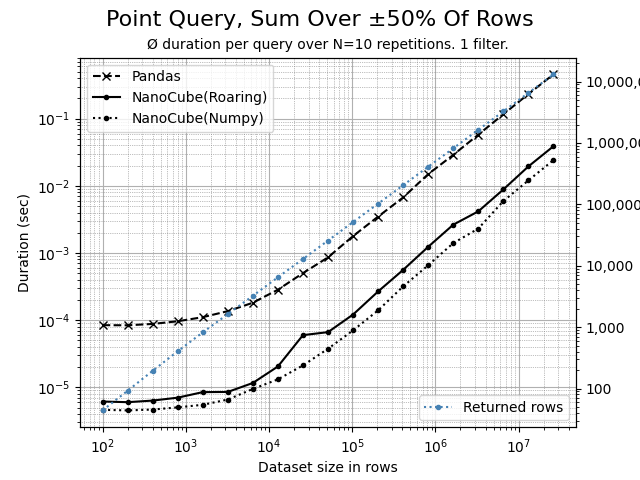 Point Query, Sum Over ±50% Of Rows
Ø duration per query over N=10 repetitions. 1 filter.
Pandas
NanoCube(Roaring)
NanoCube(Numpy)
Returned rows
Duration (sec)
10⁻¹
10⁻²
10⁻³
10⁻⁴
10⁻⁵
10,000,0
1,000,00
100,000
10,000
1,000
100
10² 10³ 10⁴ 10⁵ 10⁶ 10⁷
Dataset size in rows